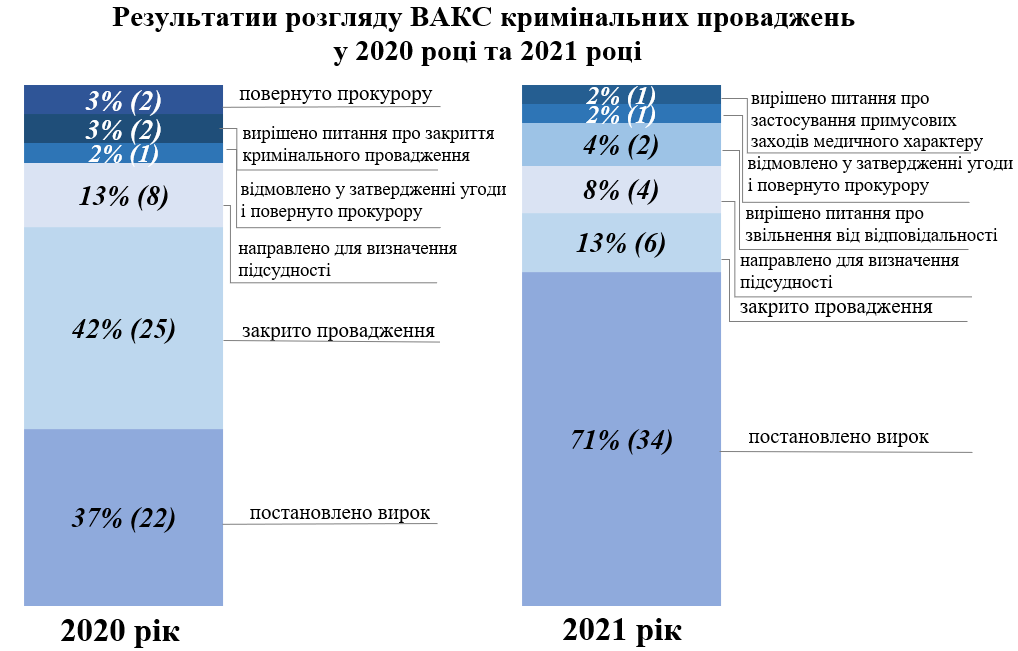 Результатии розгляду ВАКС кримінальних проваджень
у 2020 році та 2021 році
3% (2)
повернуто прокурору
3% (2)
вирішено питання про закриття
кримінального провадження
2% (1)
відмовлено у затвердженні угоди
і повернуто прокурору
13% (8)
направлено для визначення
підсудності
42% (25)
закрито провадження
37% (22)
постановлено вирок
2020 рік
2% (1)
вирішено питання про
застосування примусових
заходів медичного характеру
2% (1)
відмовлено у затвердженні угоди
і повернуто прокурору
4% (2)
вирішено питання про
звільнення від відповідальності
8% (4)
направлено для визначення
підсудності
13% (6)
закрито провадження
71% (34)
постановлено вирок
2021 рік